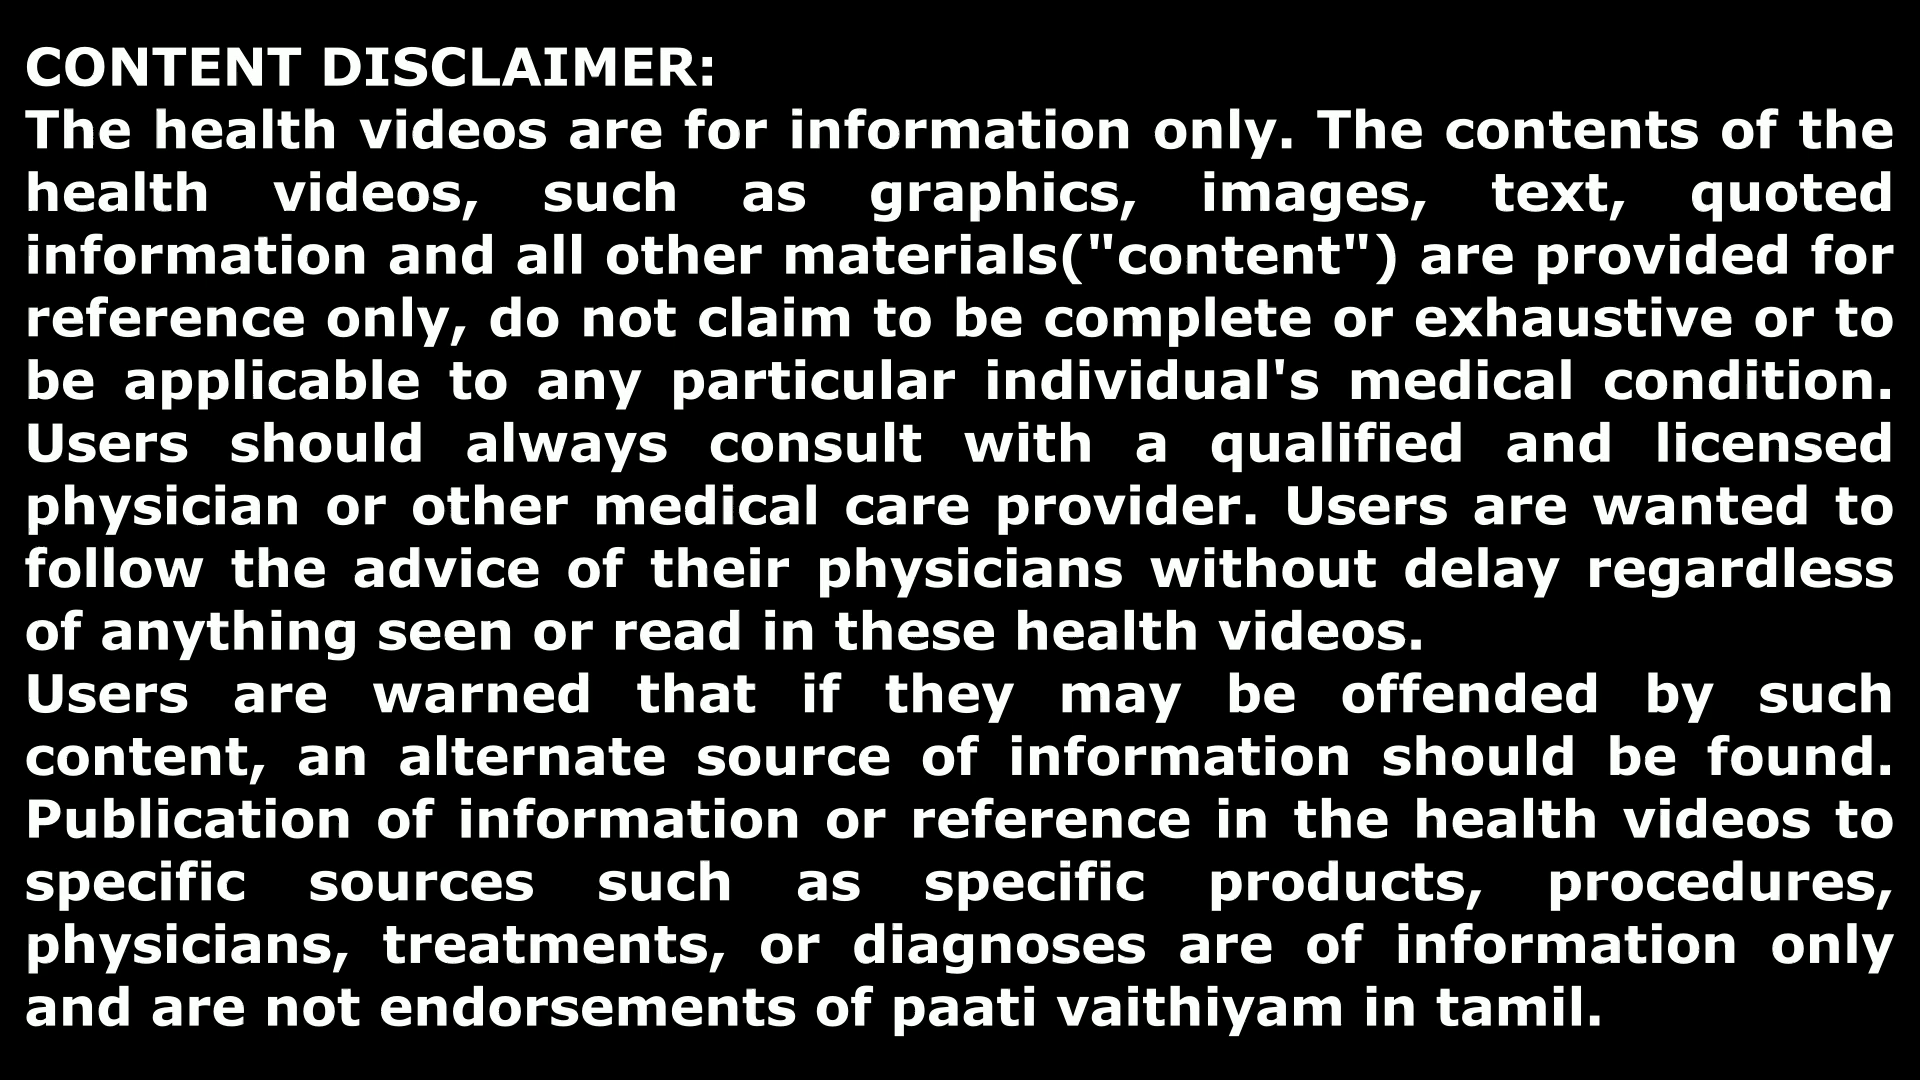 CONTENT DISCLAIMER:
The health videos are for information only. The contents of the
health videos, such as graphics, images, text, quoted
information and all other materials("content") are provided for
reference only, do not claim to be complete or exhaustive or to
be applicable to any particular individual's medical condition.
Users should always consult with a qualified and licensed
physician or other medical care provider. Users are wanted to
follow the advice of their physicians without delay regardless
of anything seen or read in these health videos.
Users are warned that if they may be offended by such
content, an alternate source of information should be found.
Publication of information or reference in the health videos to
specific sources such as specific products, procedures,
physicians, treatments, or diagnoses are of information only
and are not endorsements of paati vaithiyam in tamil.